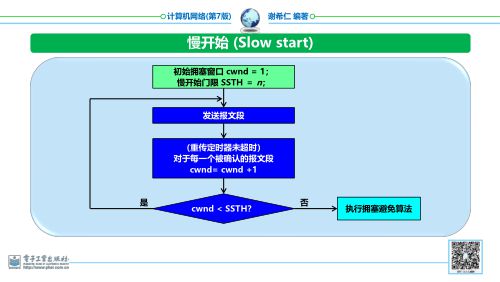 计算机网络(第7版)
谢希仁 编著
慢开始 (Slow start)
初始拥塞窗口 cwnd = 1;
慢开始门限 SSTH = n;
发送报文段
(重传定时器未超时)
对于每一个被确认的报文段
cwnd= cwnd +1
是
cwnd < SSTH?
否
执行拥塞避免算法
电子工业出版社
http://www.phei.com.cn